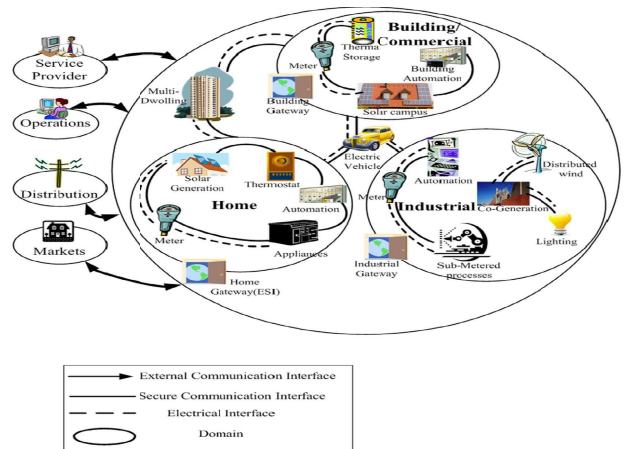 Service
Provider
Operations
Distribution
Markets
Multi-
Dwolling
Building/
Commercial
Therma
Storage
Meter
Building
Automation
Building
Gateway
Solar campus
Electric
Vehicle
Solar
Generation
Thermostat
Home
Automation
Meter
Appliances
Home
Gateway(ESI)
Automation
Distributed
wind
Meter
Industrial
Co-Generation
Lighting
Industrial
Gateway
Sub-Metered
processes
External Communication Interface
Secure Communication Interface
Electrical Interface
Domain